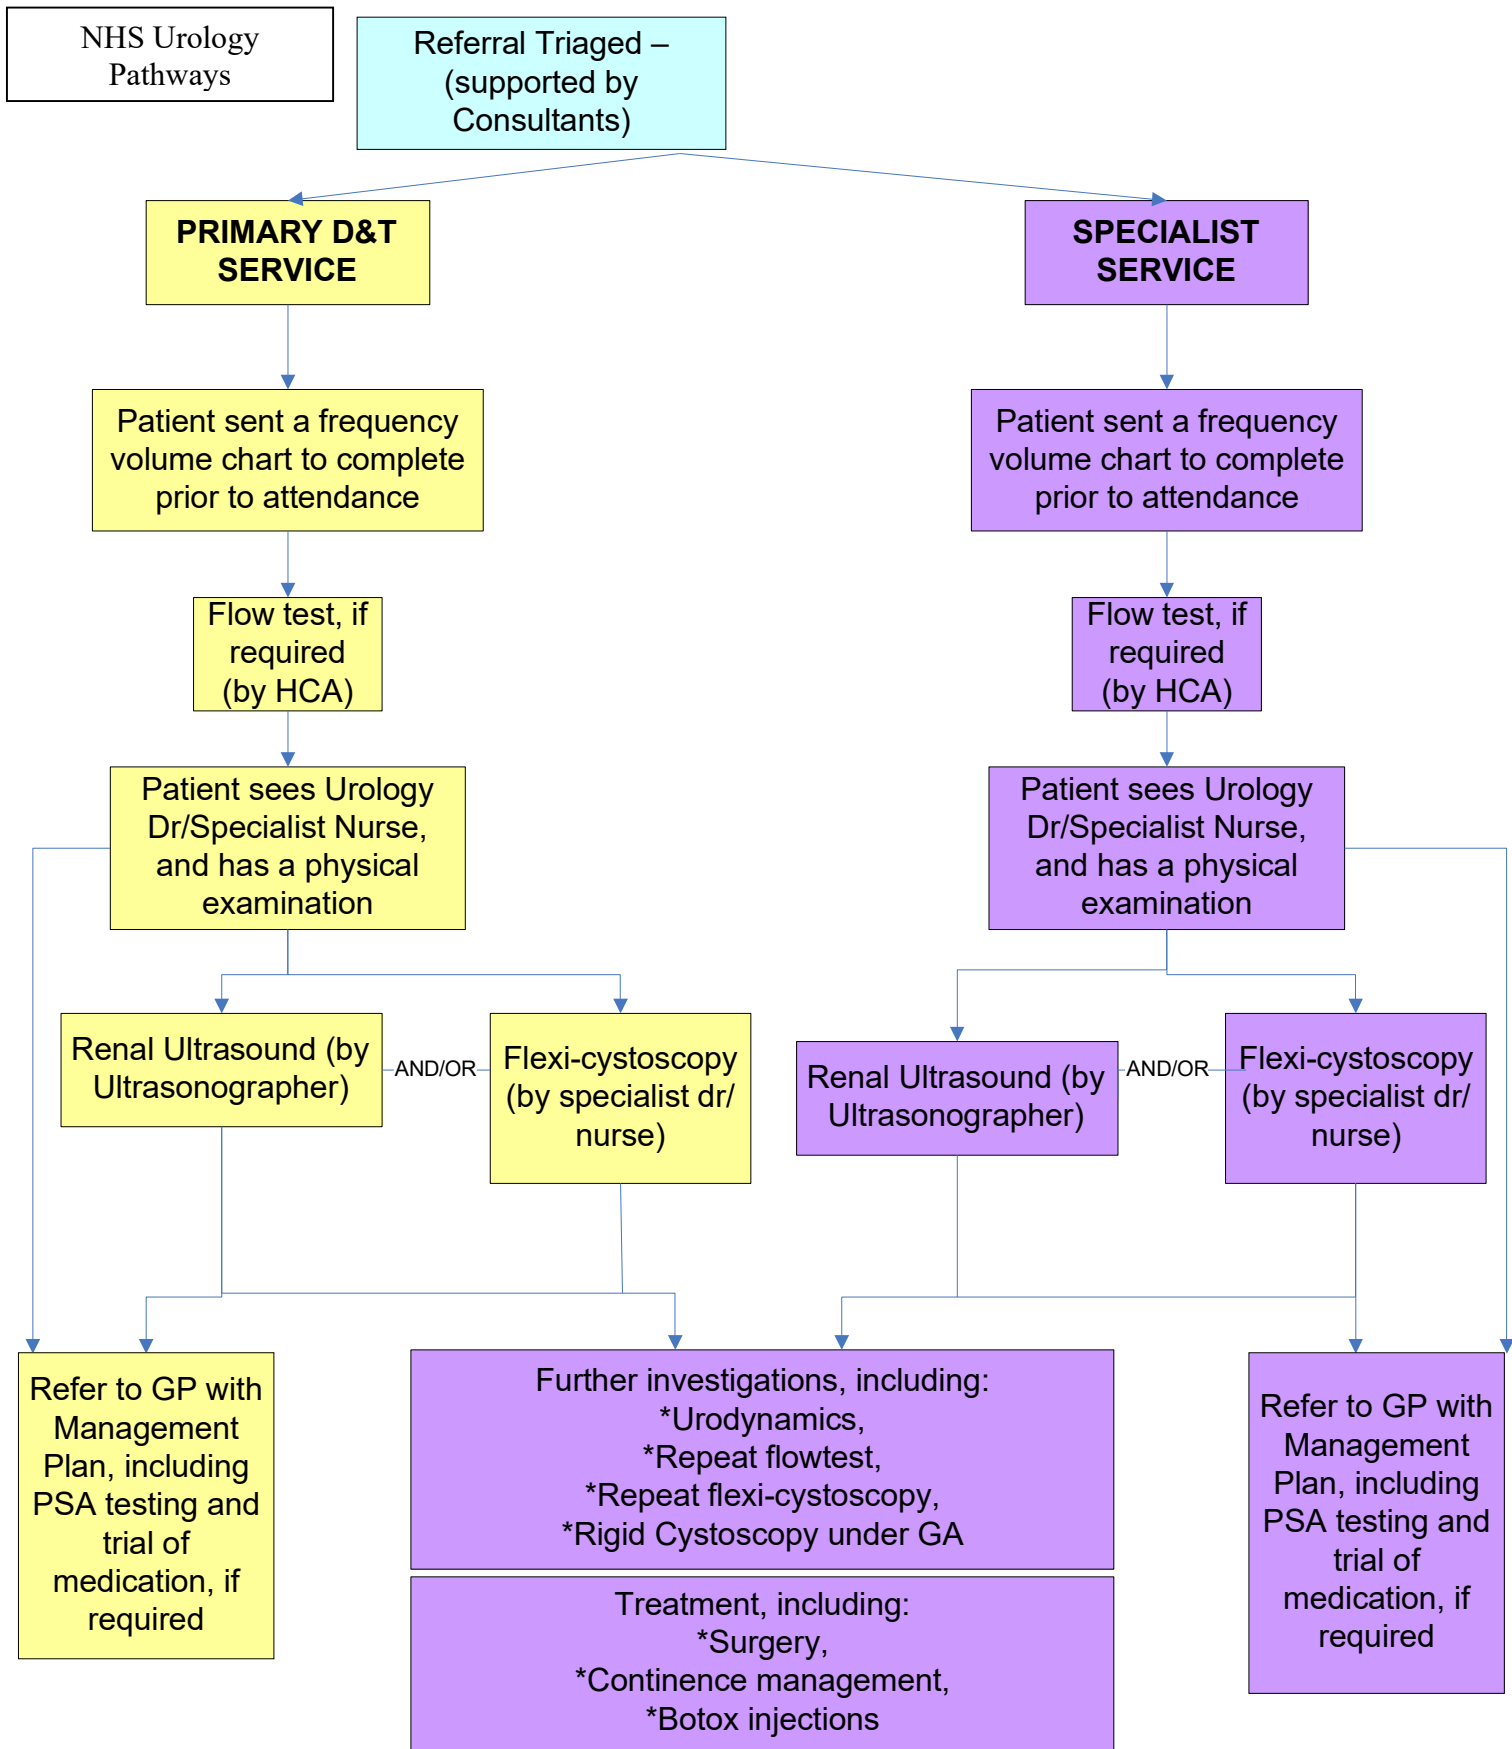 NHS Urology
Pathways
Referral Triaged –
(supported by
Consultants)
PRIMARY D&T
SERVICE
SPECIALIST
SERVICE
Patient sent a frequency
volume chart to complete
prior to attendance
Patient sent a frequency
volume chart to complete
prior to attendance
Flow test, if
required
(by HCA)
Flow test, if
required
(by HCA)
Patient sees Urology
Dr/Specialist Nurse,
and has a physical
examination
Patient sees Urology
Dr/Specialist Nurse,
and has a physical
examination
Renal Ultrasound (by
Ultrasonographer)
AND/OR
Flexi-cystoscopy
(by specialist dr/
nurse)
Renal Ultrasound (by
Ultrasonographer)
AND/OR
Flexi-cystoscopy
(by specialist dr/
nurse)
Refer to GP with
Management
Plan, including
PSA testing and
trial of
medication, if
required
Further investigations, including:
*Urodynamics,
*Repeat flowtest,
*Repeat flexi-cystoscopy,
*Rigid Cystoscopy under GA
Treatment, including:
*Surgery,
*Continence management,
*Botox injections
Refer to GP with
Management
Plan, including
PSA testing and
trial of
medication, if
required